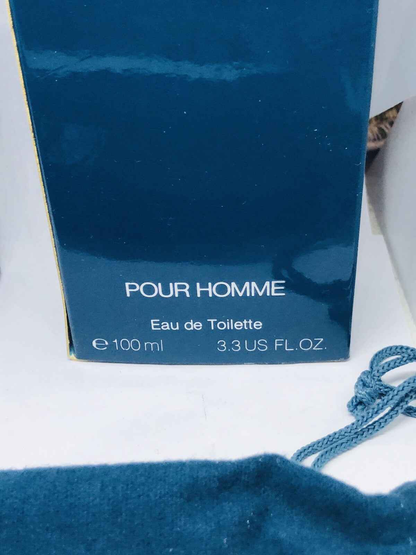 POUR HOMME
Eau de Toilette
℮ 100 ml 3.3 US FL.OZ.